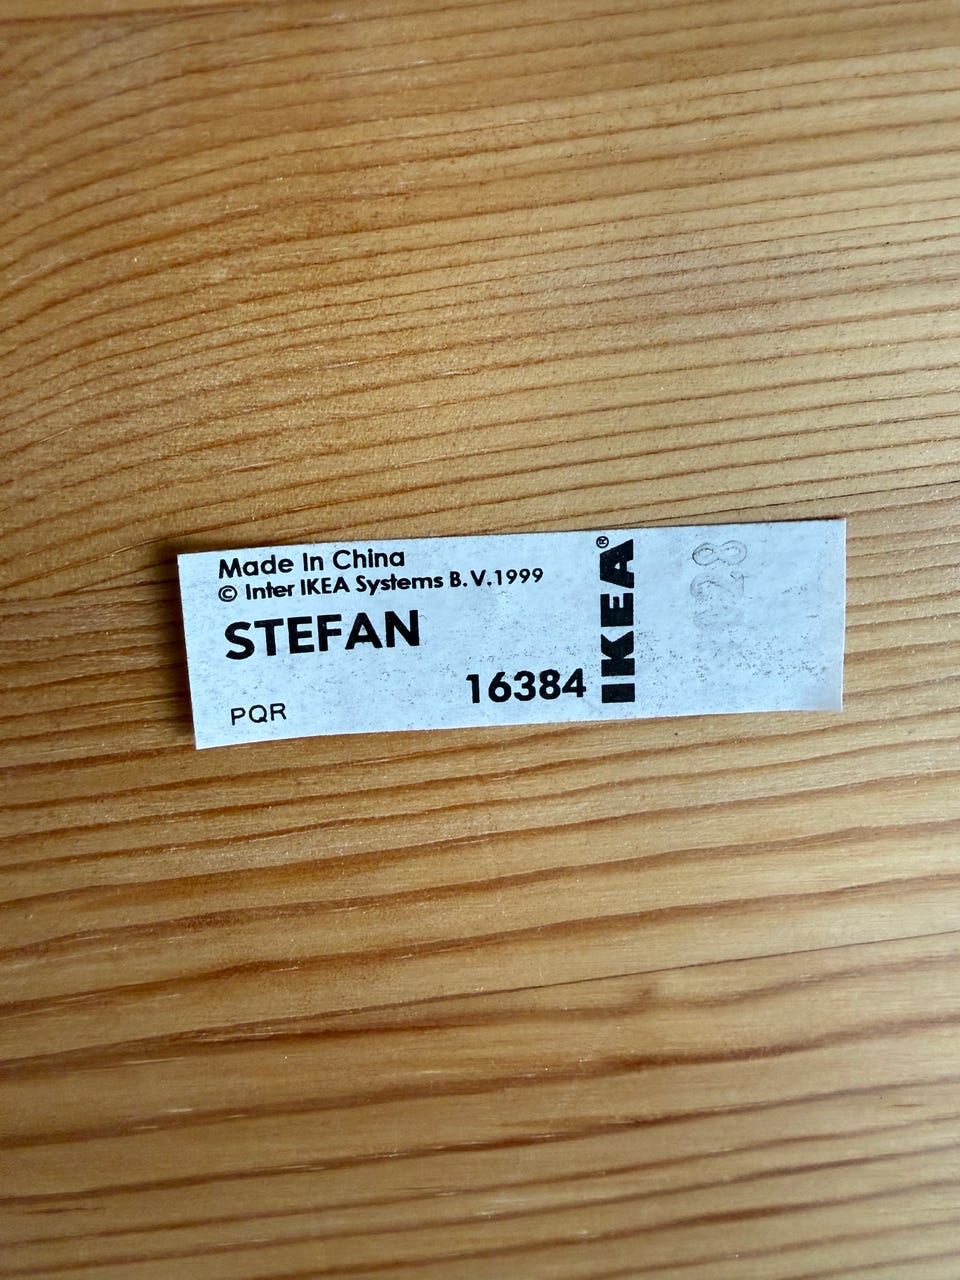 Made In China
© Inter IKEA Systems B.V.1999
STEFAN
16384
PQR
IKEA®